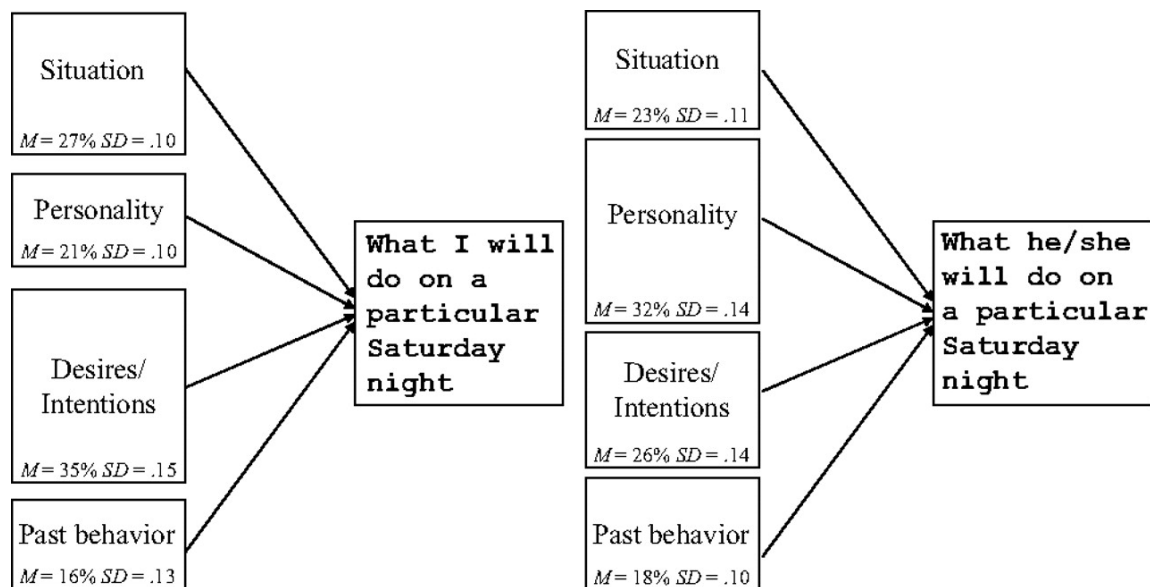 Situation
M = 27% SD = .10
Personality
M = 21% SD = .10
Desires/
Intentions
M = 35% SD = .15
Past behavior
M = 16% SD = .13
What I will
do on a
particular
Saturday
night
Situation
M = 23% SD = .11
Personality
M = 32% SD = .14
Desires/
Intentions
M = 26% SD = .14
Past behavior
M = 18% SD = .10
What he/she
will do on
a particular
Saturday
night